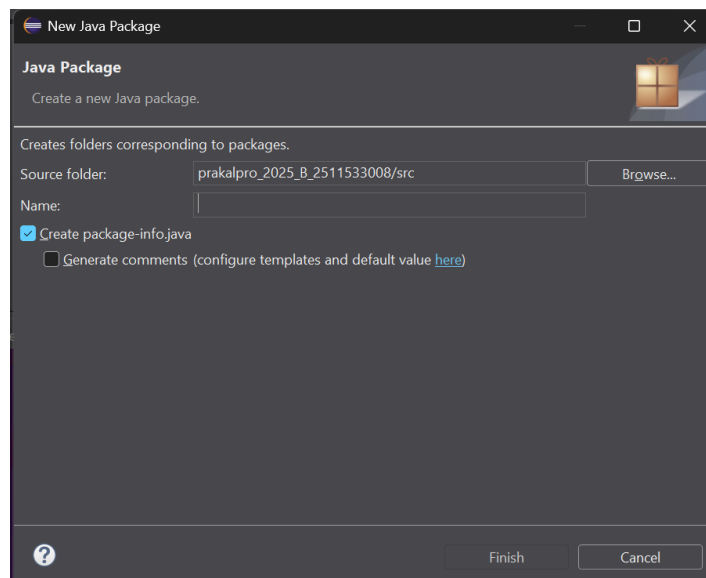 New Java Package
Java Package
Create a new Java package.
Creates folders corresponding to packages.
Source folder: prakalpro_2025_B_2511533008/src Browse...
Name:
Create package-info.java
Generate comments (configure templates and default value here)
? Finish Cancel